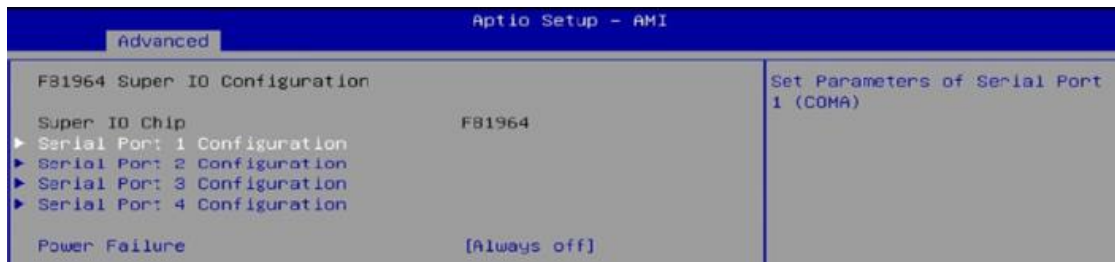 Aptio Setup - AMI
Advanced
F81964 Super IO Configuration
Set Parameters of Serial Port
1 (COMA)
Super IO Chip F81964
► Serial Port 1 Configuration
► Serial Port 2 Configuration
► Serial Port 3 Configuration
► Serial Port 4 Configuration
Power Failure [Always off]